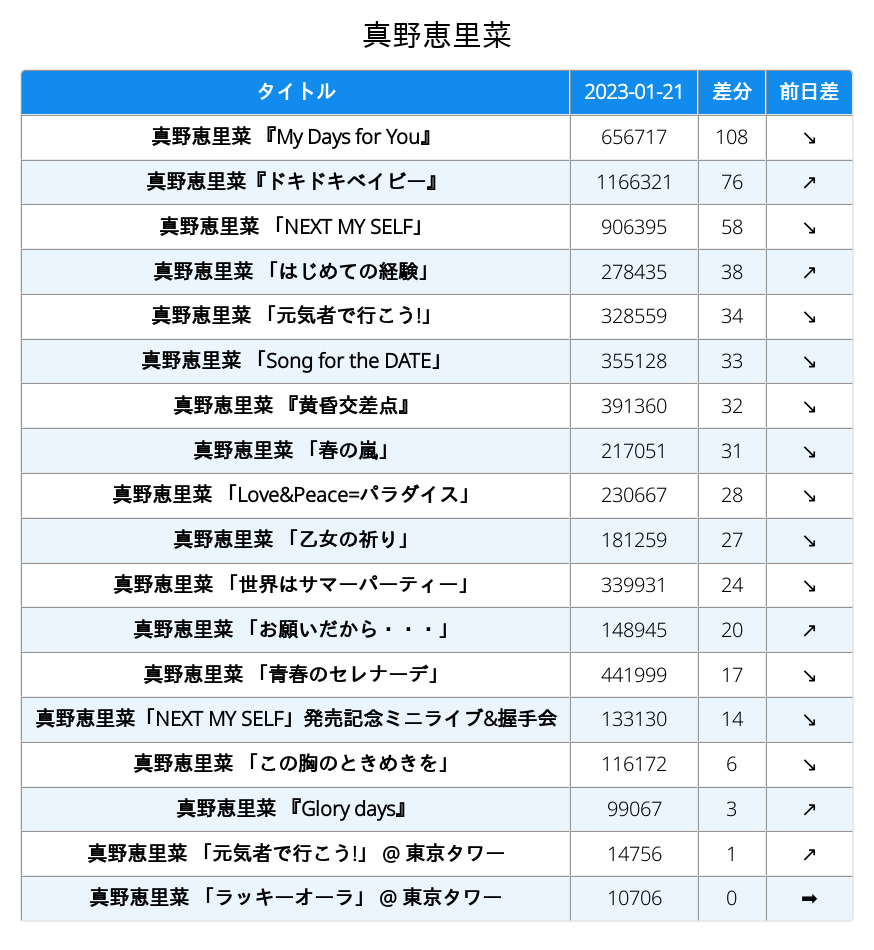 真野恵里菜
タイトル 2023-01-21 差分 前日差
真野恵里菜 『My Days for You』 656717 108 ↘
真野恵里菜『ドキドキベイビー』 1166321 76 ↗
真野恵里菜 「NEXT MY SELF」 906395 58 ↘
真野恵里菜 「はじめての経験」 278435 38 ↗
真野恵里菜 「元気者で行こう!」 328559 34 ↘
真野恵里菜 「Song for the DATE」 355128 33 ↘
真野恵里菜 『黄昏交差点』 391360 32 ↘
真野恵里菜 「春の嵐」 217051 31 ↘
真野恵里菜 「Love&Peace=パラダイス」 230667 28 ↘
真野恵里菜 「乙女の祈り」 181259 27 ↘
真野恵里菜 「世界はサマーパーティー」 339931 24 ↘
真野恵里菜 「お願いだから・・・」 148945 20 ↗
真野恵里菜 「青春のセレナーデ」 441999 17 ↘
真野恵里菜「NEXT MY SELF」発売記念ミニライブ&握手会 133130 14 ↘
真野恵里菜 「この胸のときめきを」 116172 6 ↘
真野恵里菜 『Glory days』 99067 3 ↗
真野恵里菜 「元気者で行こう!」 @ 東京タワー 14756 1 ↗
真野恵里菜 「ラッキーオーラ」 @ 東京タワー 10706 0 ➡